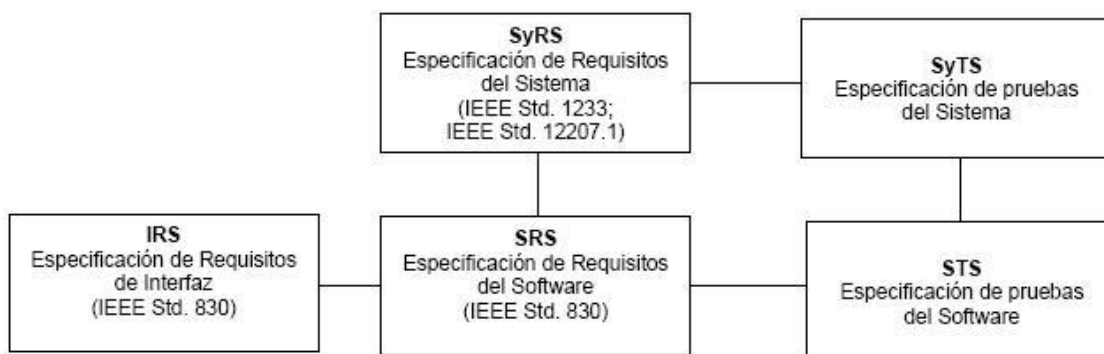 SyRS
Especificación de Requisitos
del Sistema
(IEEE Std. 1233;
IEEE Std. 12207.1)
SyTS
Especificación de pruebas
del Sistema
IRS
Especificación de Requisitos
de Interfaz
(IEEE Std. 830)
SRS
Especificación de Requisitos
del Software
(IEEE Std. 830)
STS
Especificación de pruebas
del Software